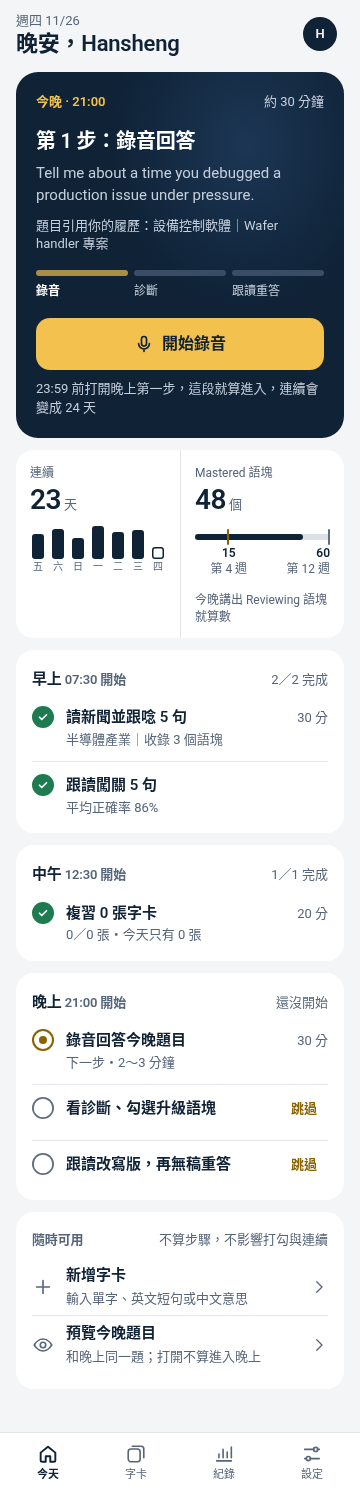 週四 11/26
晚安，Hansheng
H
今晚 · 21:00
約 30 分鐘
第 1 步：錄音回答
Tell me about a time you debugged a
production issue under pressure.
題目引用你的履歷：設備控制軟體｜Wafer
handler 專案
錄音
診斷
跟讀重答
開始錄音
23:59 前打開晚上第一步，這段就算進入，連續會
變成 24 天
連續
23 天
五 六 日 一 二 三 四
Mastered 語塊
48 個
15
60
第 4 週
第 12 週
今晚講出 Reviewing 語塊
就算數
早上 07:30 開始
2／2 完成
讀新聞並跟唸 5 句
30 分
半導體產業｜收錄 3 個語塊
跟讀闖關 5 句
平均正確率 86%
中午 12:30 開始
1／1 完成
複習 0 張字卡
20 分
0／0 張・今天只有 0 張
晚上 21:00 開始
還沒開始
錄音回答今晚題目
30 分
下一步・2～3 分鐘
看診斷、勾選升級語塊
跳過
跟讀改寫版，再無稿重答
跳過
隨時可用
不算步驟，不影響打勾與連續
新增字卡
輸入單字、英文短句或中文意思
預覽今晚題目
和晚上同一題；打開不算進入晚上
今天
字卡
紀錄
設定